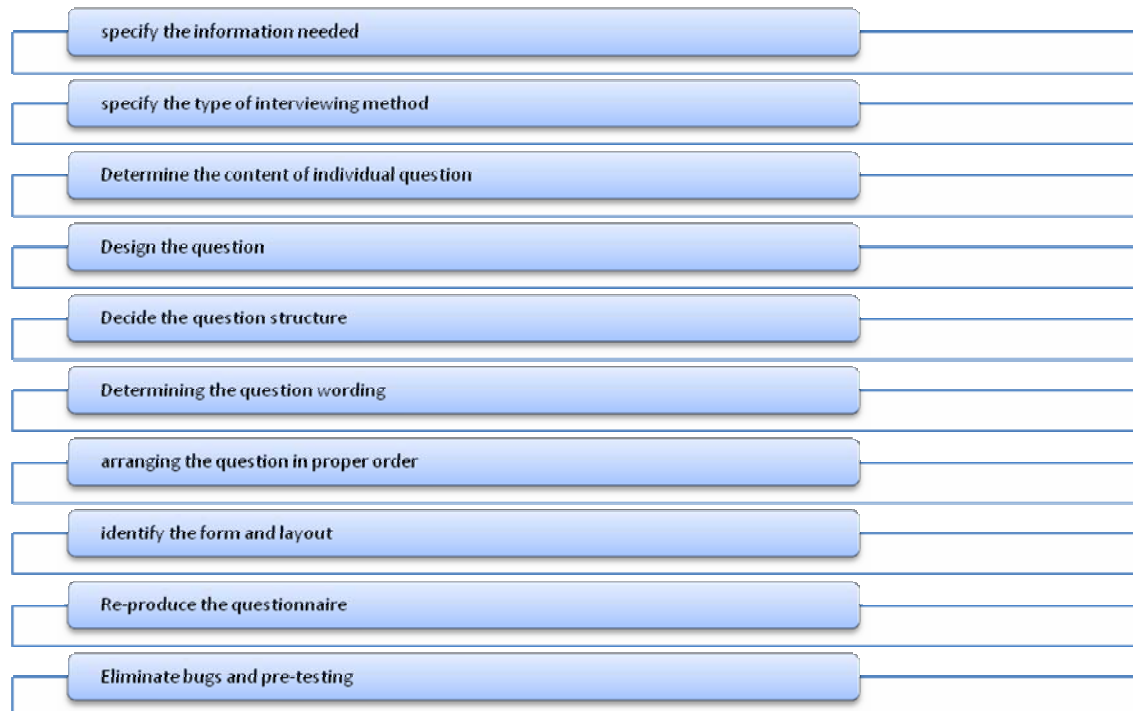 specify the information needed
specify the type of interviewing method
Determine the content of individual question
Design the question
Decide the question structure
Determining the question wording
arranging the question in proper order
identify the form and layout
Re-produce the questionnaire
Eliminate bugs and pre-testing